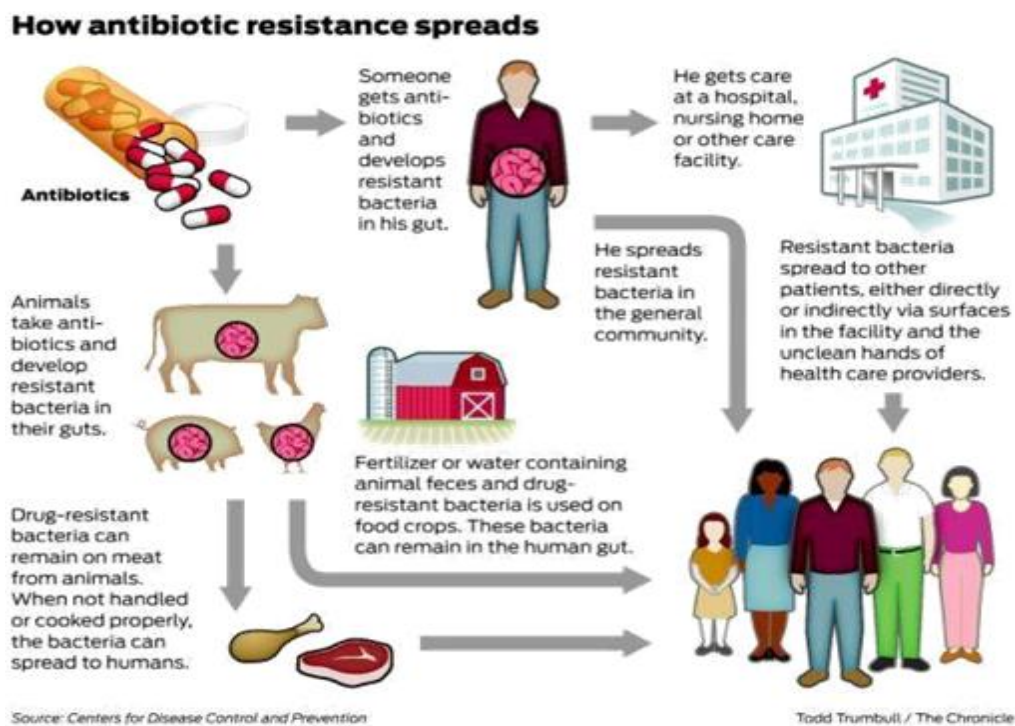 How antibiotic resistance spreads
Antibiotics
Someone
gets anti-
biotics
and
develops
resistant
bacteria
in his gut.
He gets care
at a hospital,
nursing home
or other care
facility.
He spreads
resistant
bacteria in
the general
community.
Resistant bacteria
spread to other
patients, either directly
or indirectly via surfaces
in the facility and the
unclean hands of
health care providers.
Animals
take anti-
biotics and
develop
resistant
bacteria in
their guts.
Fertilizer or water containing
animal feces and drug-
resistant bacteria is used on
food crops. These bacteria
can remain in the human gut.
Drug-resistant
bacteria can
remain on meat
from animals.
When not handled
or cooked properly,
the bacteria can
spread to humans.
Source: Centers for Disease Control and Prevention
Todd Trumbull / The Chronicle